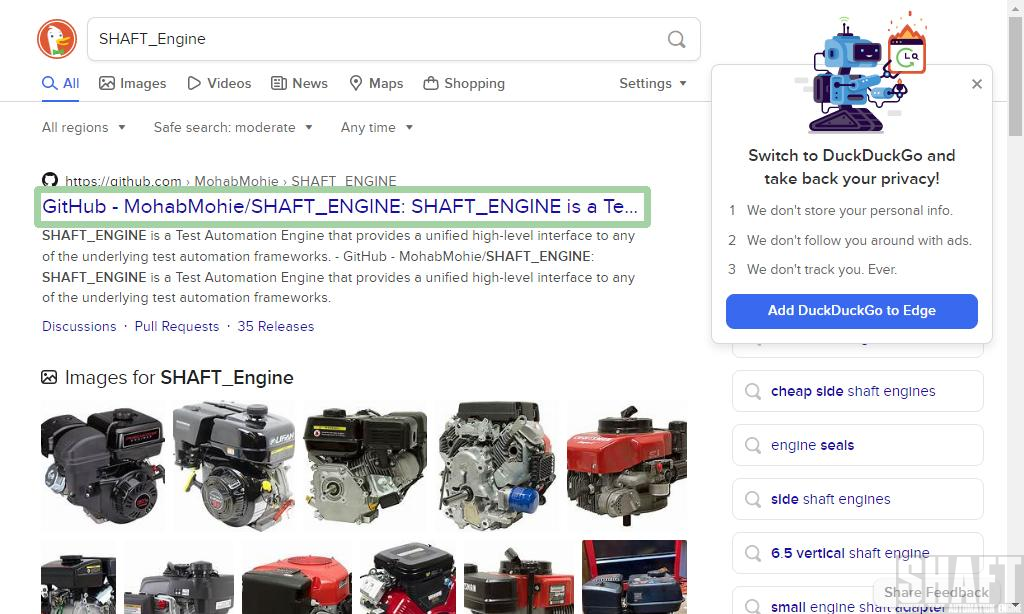 SHAFT_Engine
All
Images
Videos
News
Maps
Shopping
Settings
All regions
Safe search: moderate
Any time
https://github.com › MohabMohie › SHAFT_ENGINE
GitHub - MohabMohie/SHAFT_ENGINE: SHAFT_ENGINE is a Te...
SHAFT_ENGINE is a Test Automation Engine that provides a unified high-level interface to any
of the underlying test automation frameworks. - GitHub - MohabMohie/SHAFT_ENGINE:
SHAFT_ENGINE is a Test Automation Engine that provides a unified high-level interface to any
of the underlying test automation frameworks.
Discussions · Pull Requests · 35 Releases
Images for SHAFT_Engine
LIFAN
Switch to DuckDuckGo and
take back your privacy!
1 We don't store your personal info.
2 We don't follow you around with ads.
3 We don't track you. Ever.
Add DuckDuckGo to Edge
cheap side shaft engines
engine seals
side shaft engines
6.5 vertical shaft engine
small engine shaft adapter
Share Feedback
SHAFT